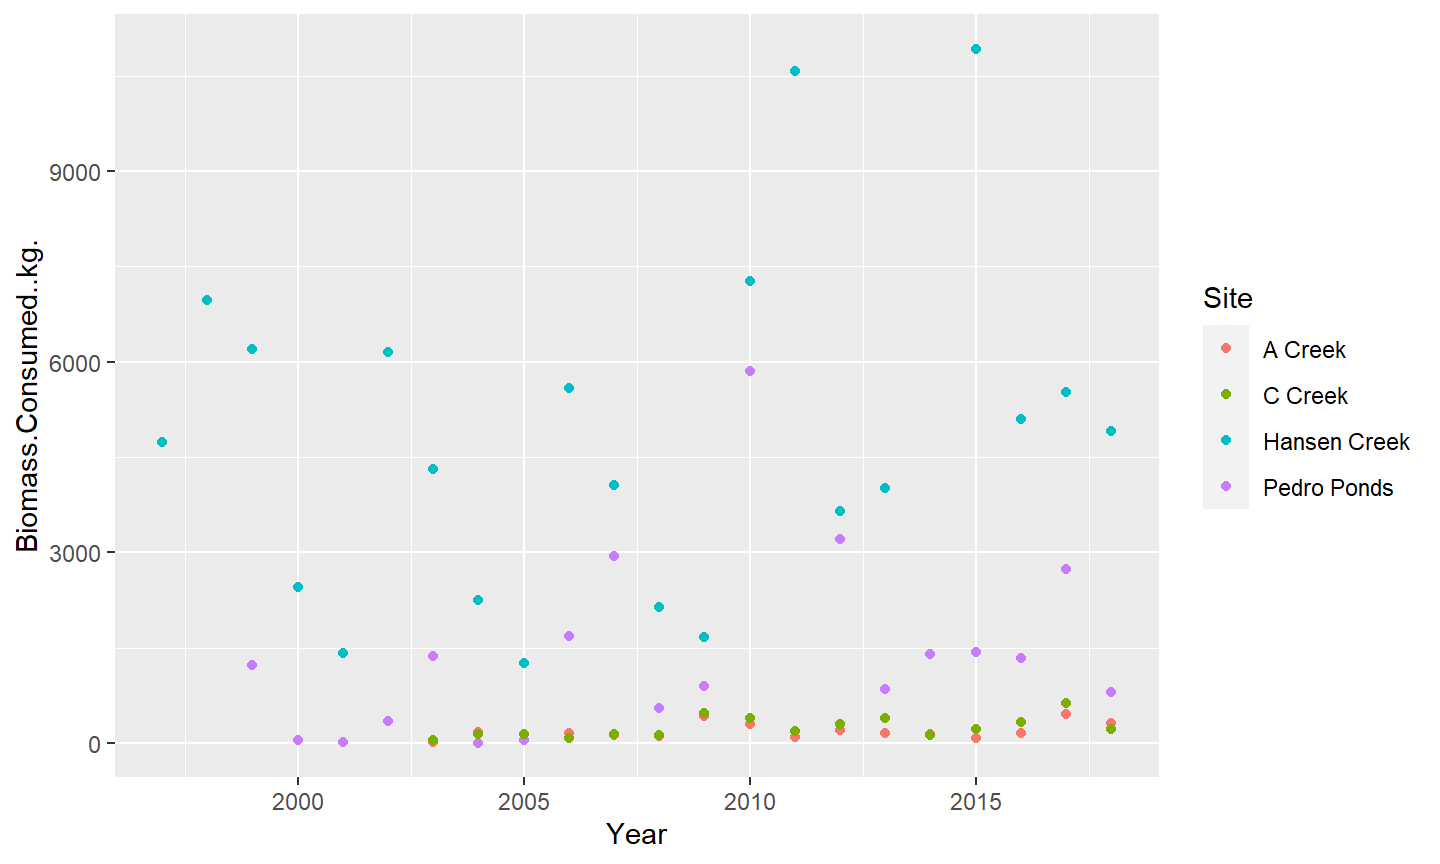 Biomass.Consumed..kg.
9000
6000
3000
0
2000
2005
2010
2015
Year
Site
A Creek
C Creek
Hansen Creek
Pedro Ponds